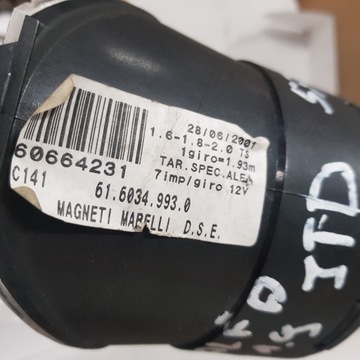 28/06/2007
1.6-1.8-2.0 TS
1giro=1.93m
TAR.SPEC.ALFA
7imp/giro 12V
60664231
C141
61.6034.993.0
MAGNETI MARELLI D.S.E.
JTD